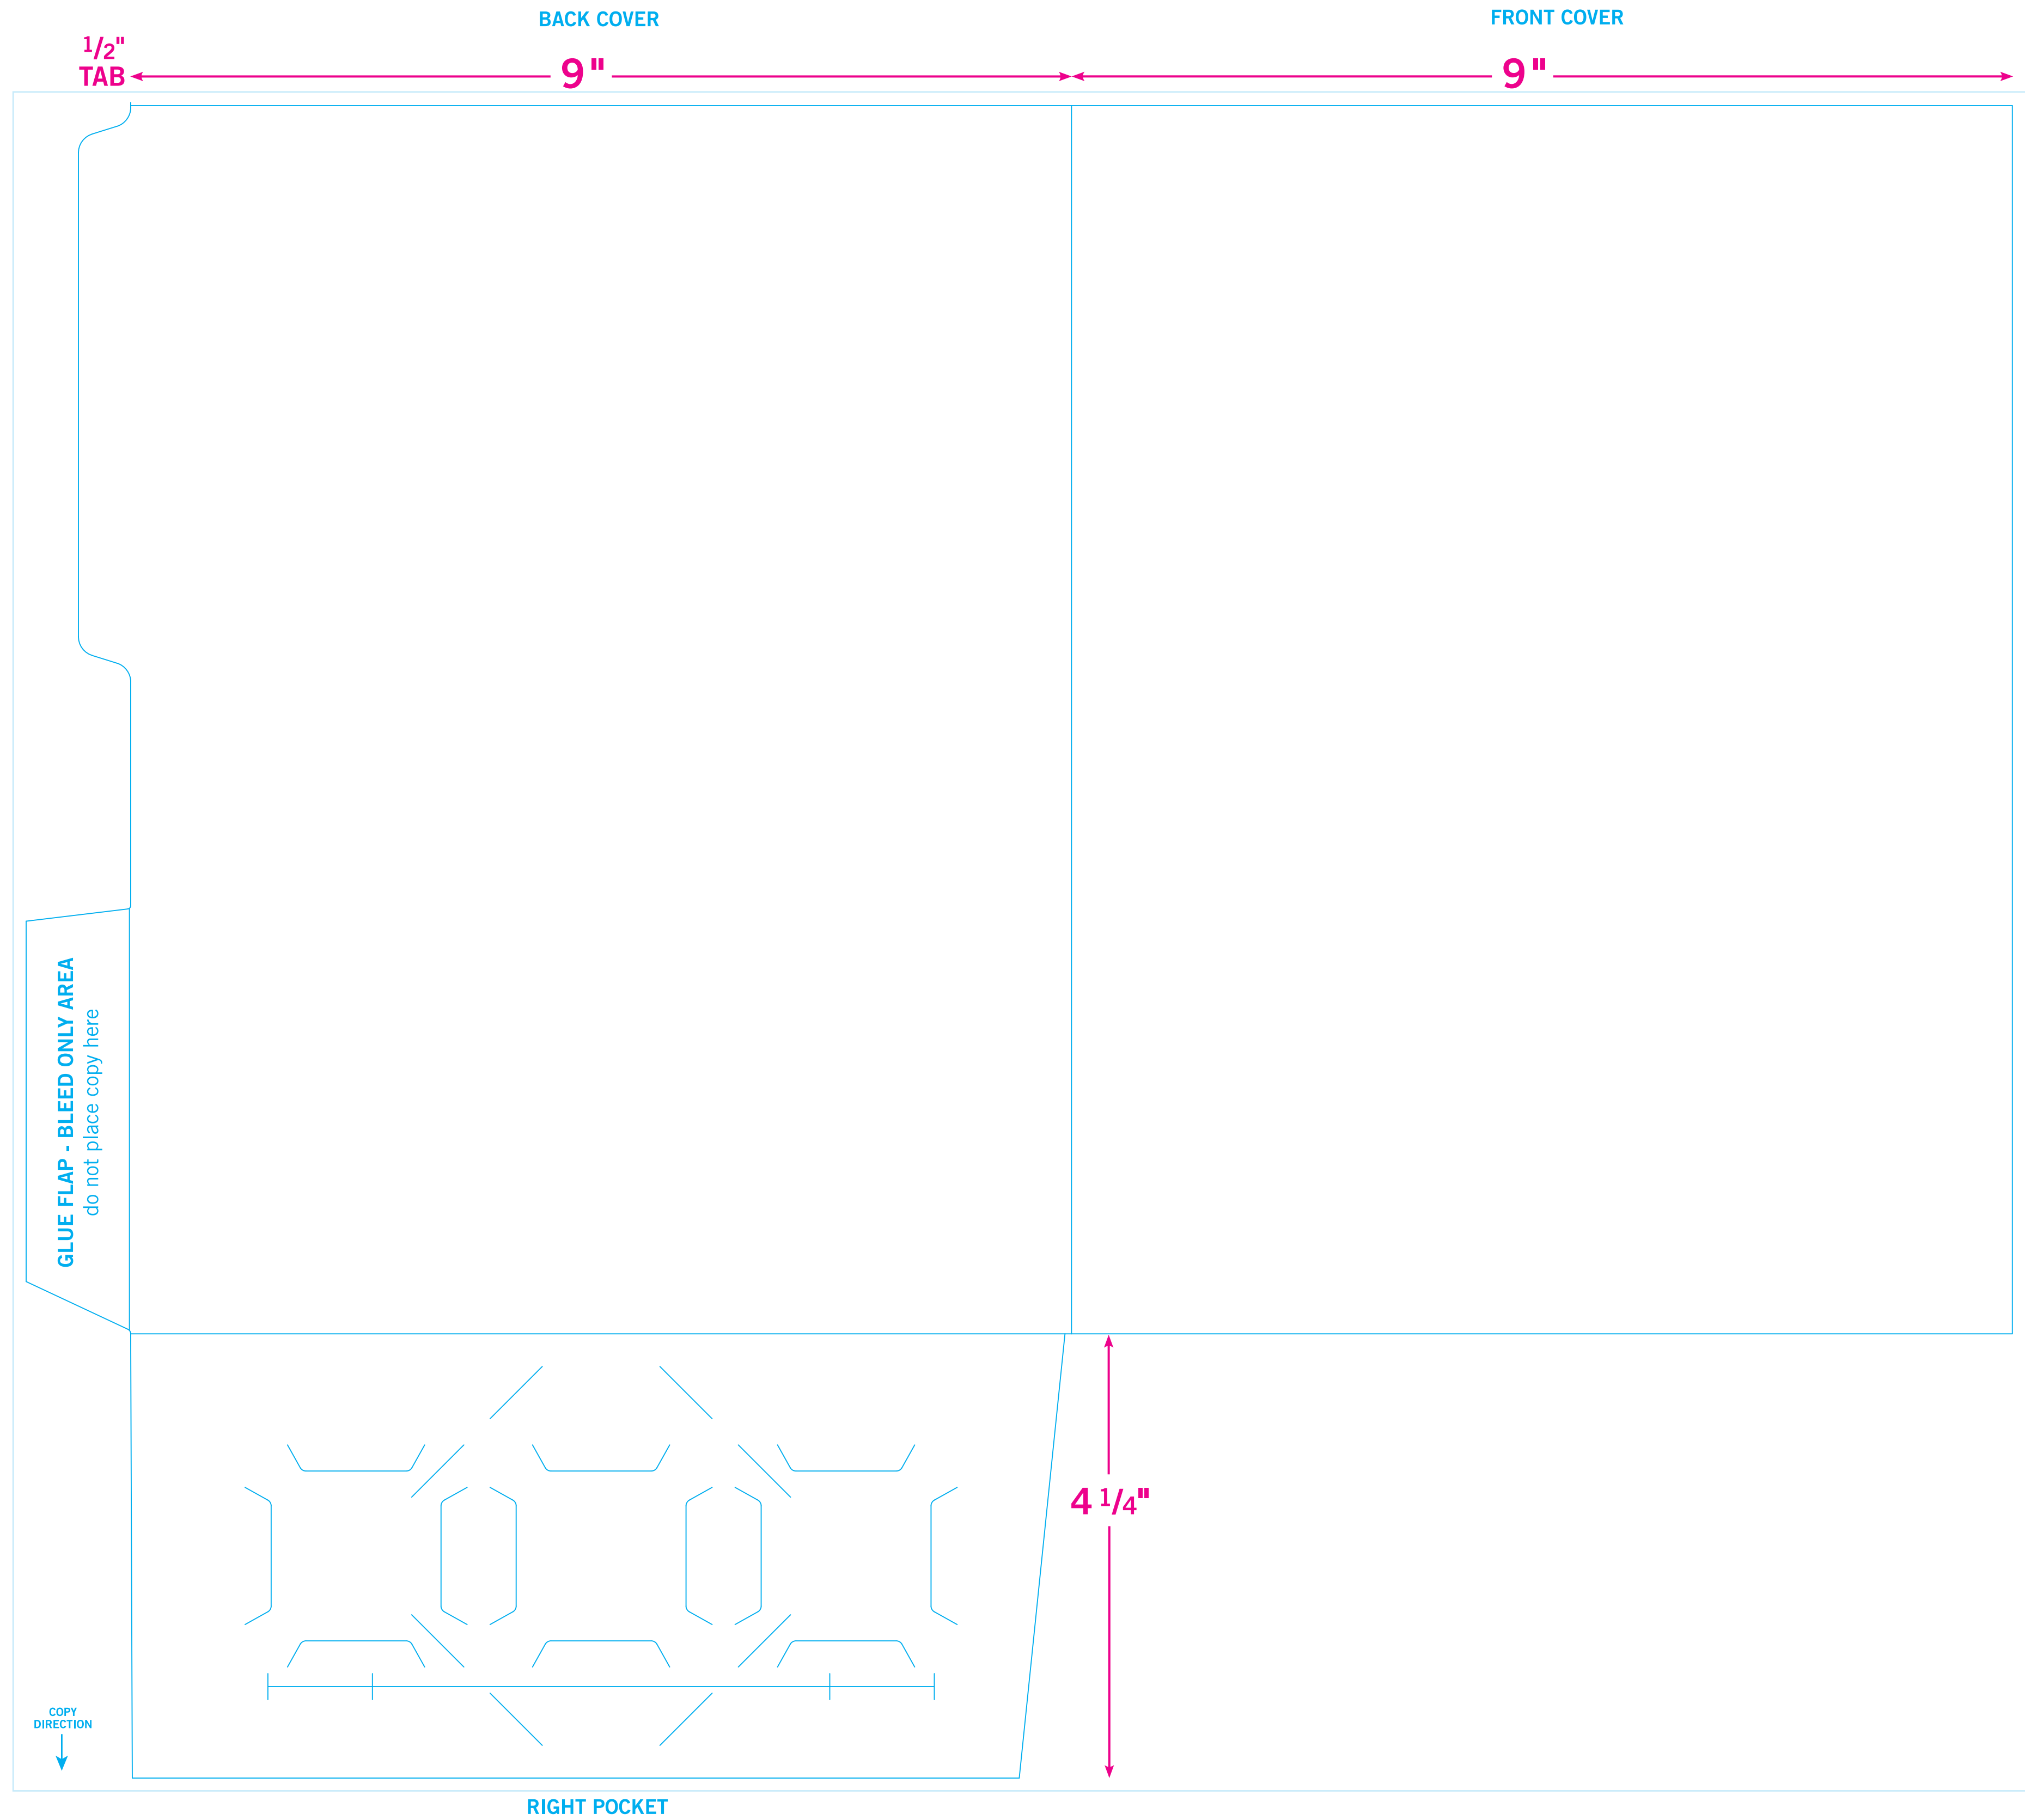 BACK COVER
FRONT COVER
1/2"
TAB
9"
9"
GLUE FLAP - BLEED ONLY AREA
do not place copy here
4 1/4"
COPY
DIRECTION
RIGHT POCKET